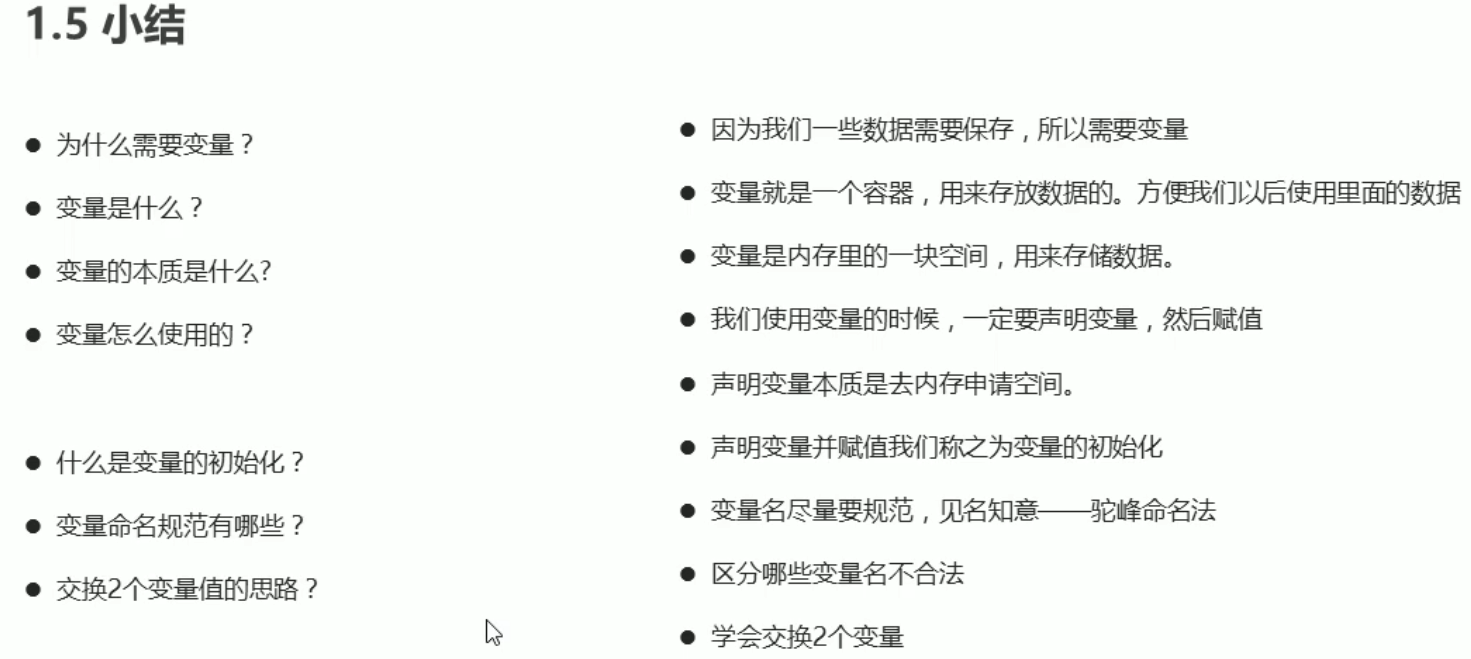 1.5 小结
为什么需要变量？
变量是什么？
变量的本质是什么?
变量怎么使用的？
什么是变量的初始化？
变量命名规范有哪些？
交换2个变量值的思路？
因为我们一些数据需要保存，所以需要变量
变量就是一个容器，用来存放数据的。方便我们以后使用里面的数据
变量是内存里的一块空间，用来存储数据。
我们使用变量的时候，一定要声明变量，然后赋值
声明变量本质是去内存申请空间。
声明变量并赋值我们称之为变量的初始化
变量名尽量要规范，见名知意——驼峰命名法
区分哪些变量名不合法
学会交换2个变量